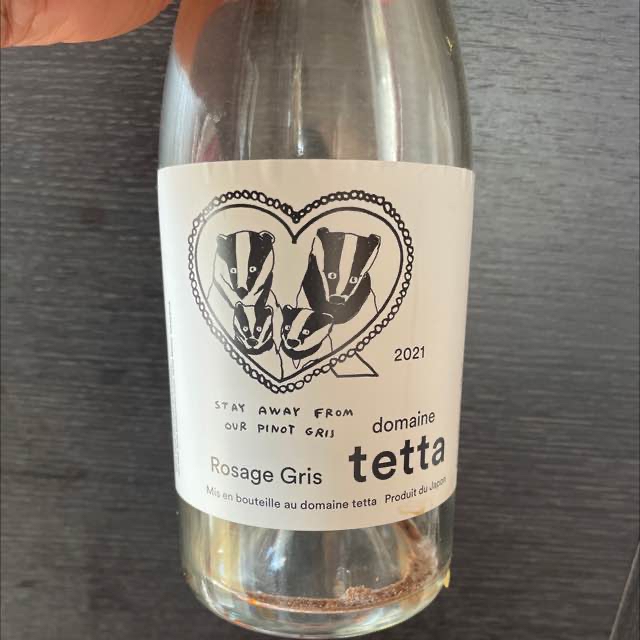 2021
STAY AWAY FROM
OUR PINOT GRIS
domaine
tetta
Rosage Gris
Mis en bouteille au domaine tetta Produit du Japon